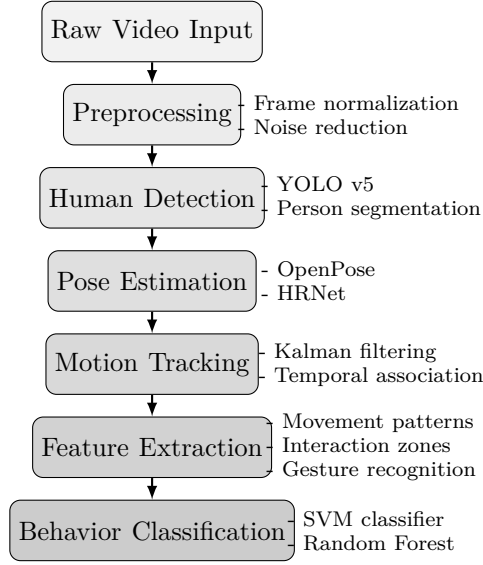 Raw Video Input
Preprocessing
- Frame normalization
- Noise reduction
Human Detection
- YOLO v5
- Person segmentation
Pose Estimation
- OpenPose
- HRNet
Motion Tracking
- Kalman filtering
- Temporal association
Feature Extraction
- Movement patterns
- Interaction zones
- Gesture recognition
Behavior Classification
- SVM classifier
- Random Forest